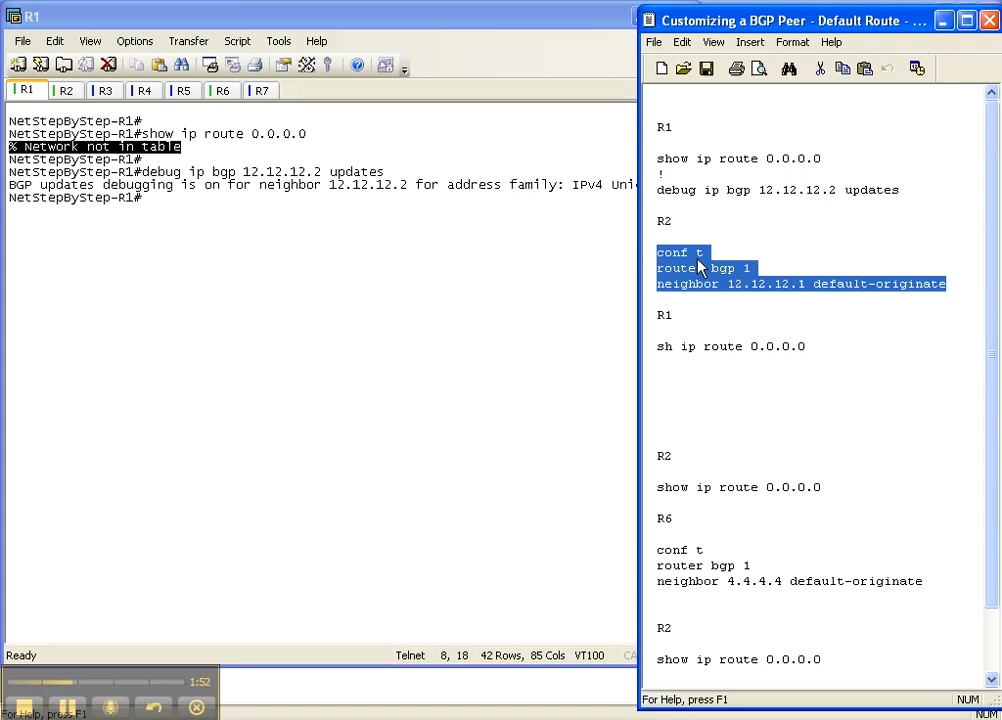 R1
File Edit View Options Transfer Script Tools Help
R1 R2 R3 R4 R5 R6 R7
NetStepByStep-R1#
NetStepByStep-R1#show ip route 0.0.0.0
% Network not in table
NetStepByStep-R1#
NetStepByStep-R1#debug ip bgp 12.12.12.2 updates
BGP updates debugging is on for neighbor 12.12.12.2 for address family: IPv4 Uni
NetStepByStep-R1#
Ready Telnet 8, 18 42 Rows, 85 Cols VT100 CA
1:52
For Help, press F1
Customizing a BGP Peer - Default Route - ...
File Edit View Insert Format Help
R1
show ip route 0.0.0.0
!
debug ip bgp 12.12.12.2 updates
R2
conf t
router bgp 1
neighbor 12.12.12.1 default-originate
R1
sh ip route 0.0.0.0
R2
show ip route 0.0.0.0
R6
conf t
router bgp 1
neighbor 4.4.4.4 default-originate
R2
show ip route 0.0.0.0
For Help, press F1 NUM
NUM